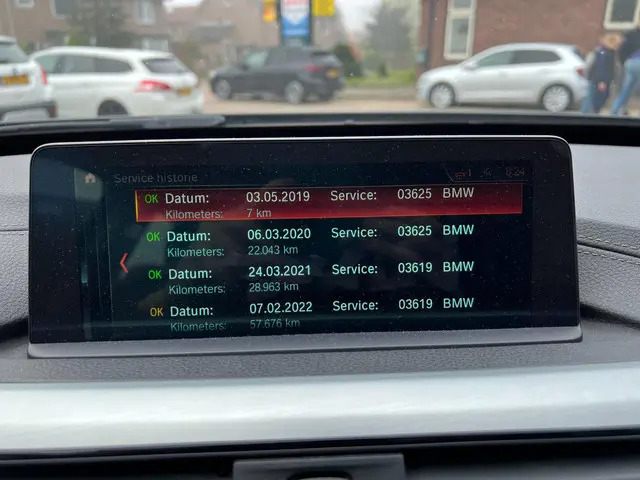 Service historie
OK Datum: 03.05.2019 Service: 03625 BMW
Kilometers: 7 km
OK Datum: 06.03.2020 Service: 03625 BMW
Kilometers: 22.043 km
OK Datum: 24.03.2021 Service: 03619 BMW
Kilometers: 28.963 km
OK Datum: 07.02.2022 Service: 03619 BMW
Kilometers: 57.676 km